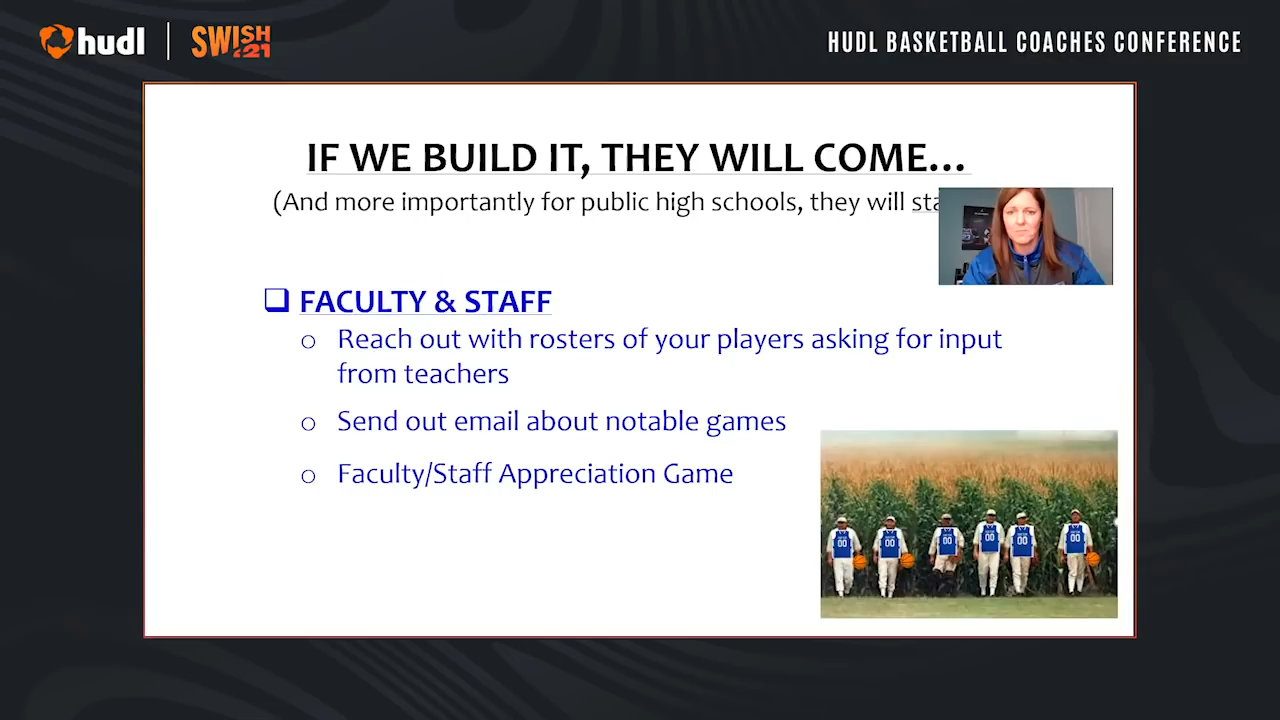 hudl
SWISH
'21
HUDL BASKETBALL COACHES CONFERENCE
IF WE BUILD IT, THEY WILL COME…
(And more importantly for public high schools, they will
FACULTY & STAFF
o Reach out with rosters of your players asking for input
from teachers
o Send out email about notable games
o Faculty/Staff Appreciation Game
00
00
00
00
00